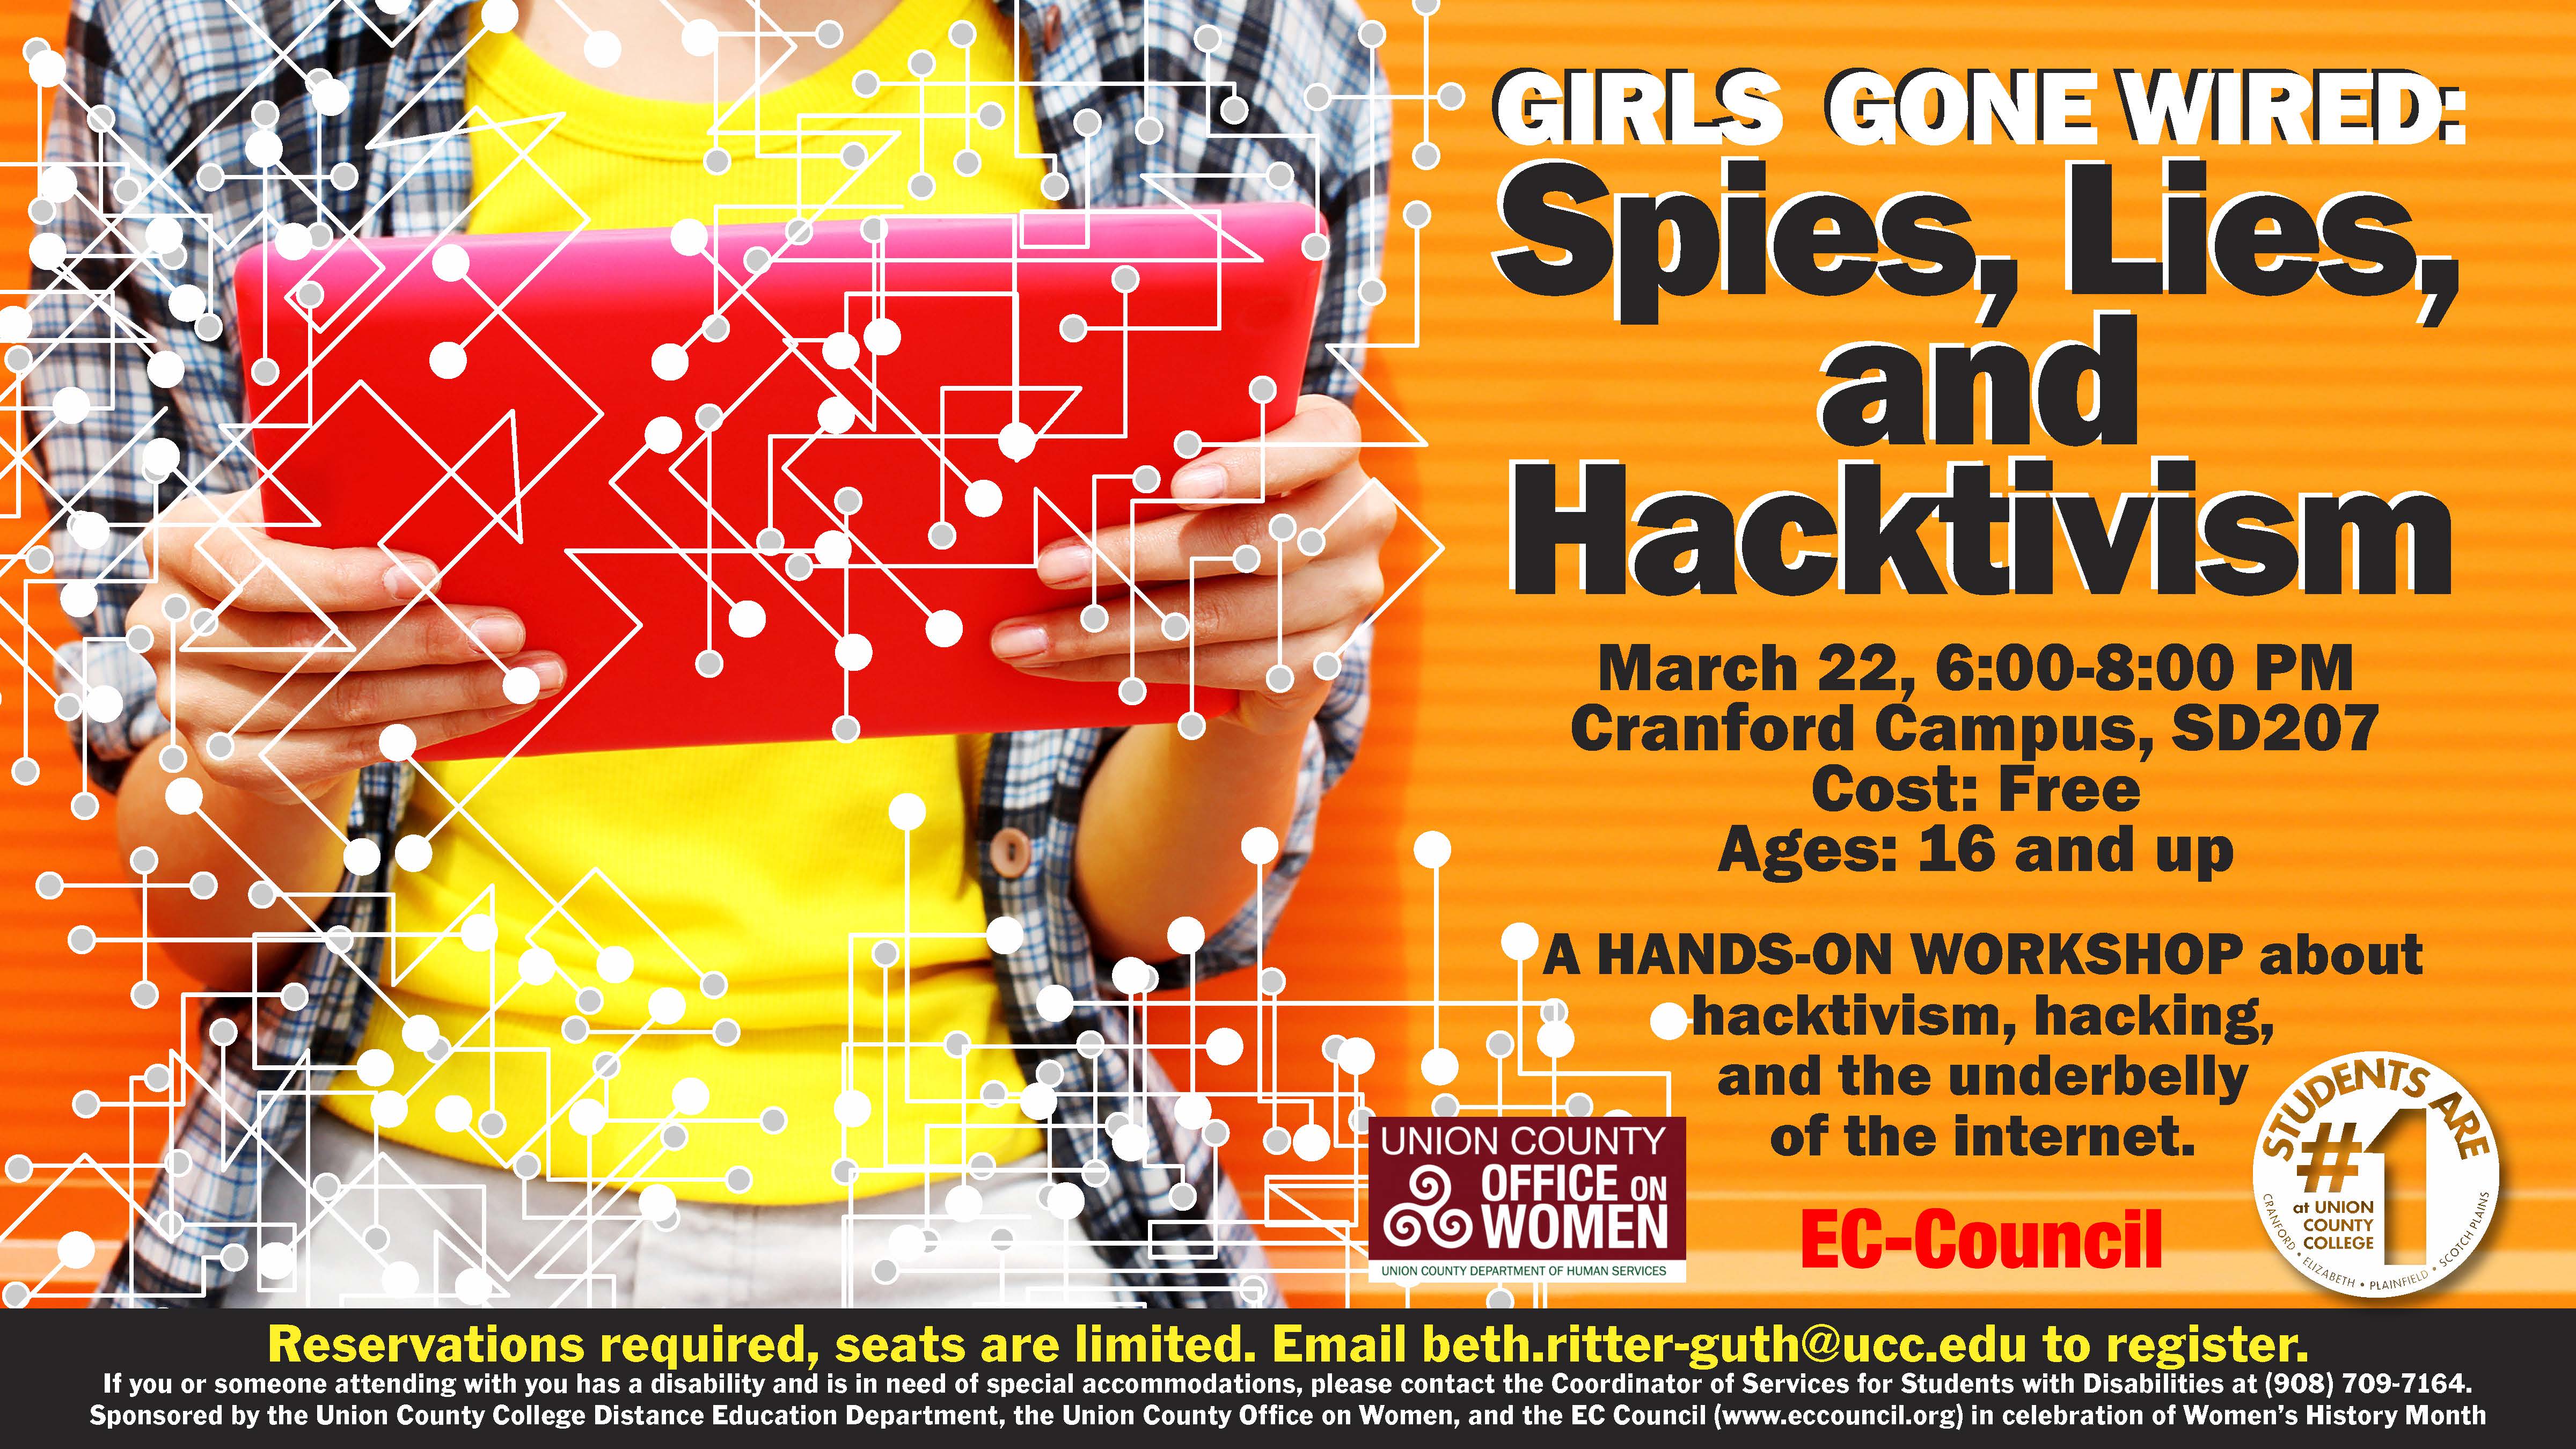 GIRLS GONE WIRED:
Spies, Lies,
and
Hacktivism
March 22, 6:00-8:00 PM
Cranford Campus, SD207
Cost: Free
Ages: 16 and up
A HANDS-ON WORKSHOP about
hacktivism, hacking,
and the underbelly
of the internet.
UNION COUNTY
OFFICE ON
WOMEN
UNION COUNTY DEPARTMENT OF HUMAN SERVICES
EC-Council
STUDENTS ARE
#1
at UNION
COUNTY
COLLEGE
CRANFORD • ELIZABETH • PLAINFIELD • SCOTCH PLAINS
Reservations required, seats are limited. Email beth.ritter-guth@ucc.edu to register.
If you or someone attending with you has a disability and is in need of special accommodations, please contact the Coordinator of Services for Students with Disabilities at (908) 709-7164.
Sponsored by the Union County College Distance Education Department, the Union County Office on Women, and the EC Council (www.eccouncil.org) in celebration of Women's History Month